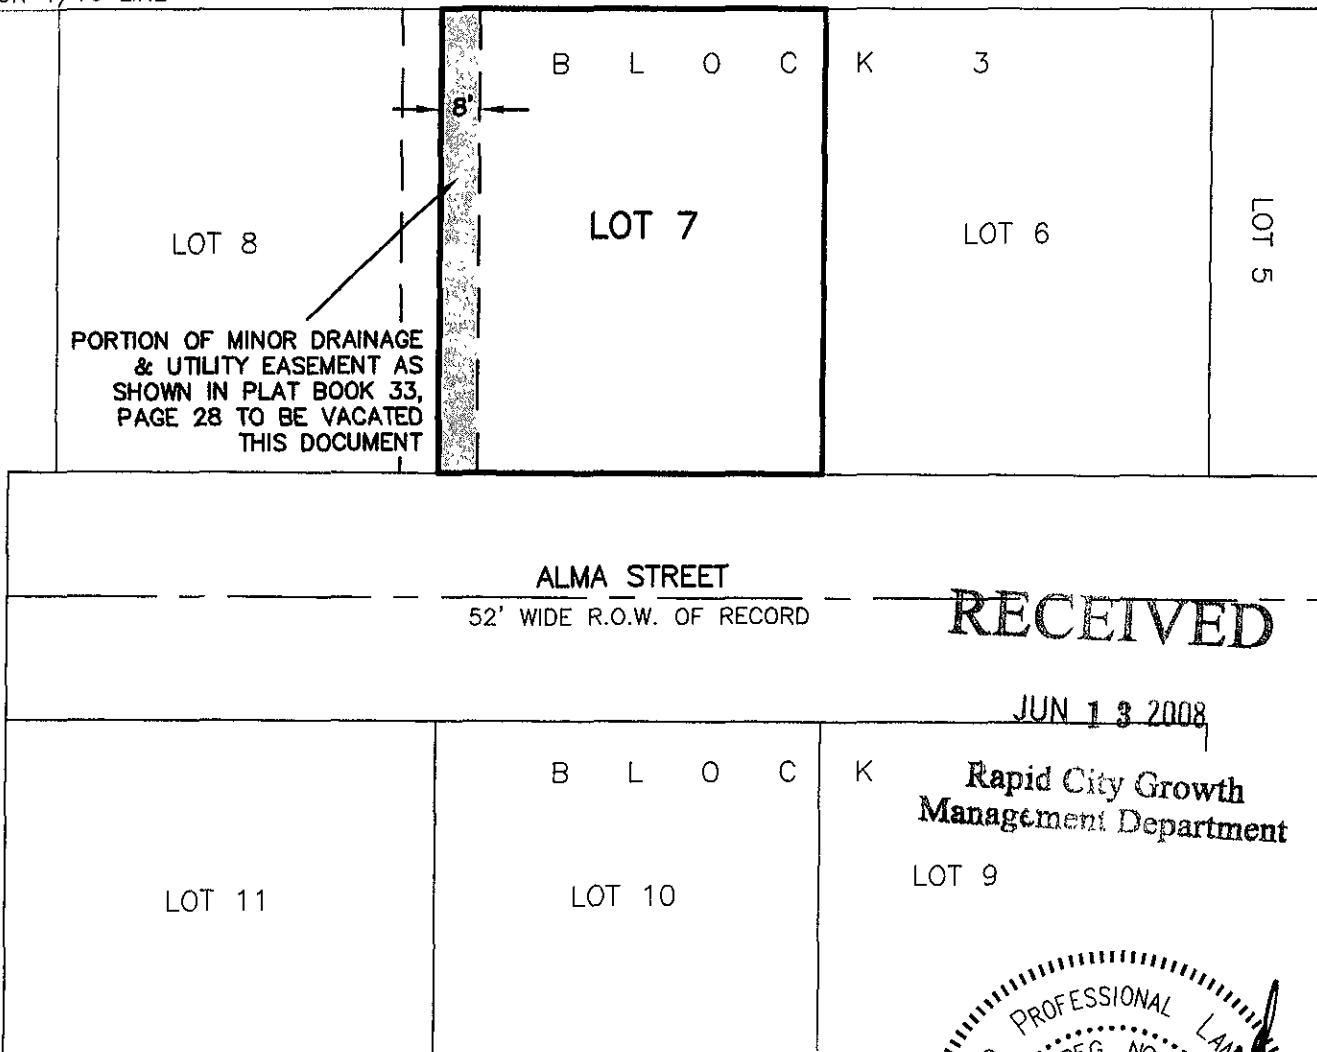 B L O C K 3
8'
LOT 8
LOT 7
LOT 6
LOT 5
PORTION OF MINOR DRAINAGE
& UTILITY EASEMENT AS
SHOWN IN PLAT BOOK 33,
PAGE 28 TO BE VACATED
THIS DOCUMENT
ALMA STREET
52' WIDE R.O.W. OF RECORD
RECEIVED
JUN 13 2008
Rapid City Growth
Management Department
B L O C K
LOT 11
LOT 10
LOT 9
PROFESSIONAL